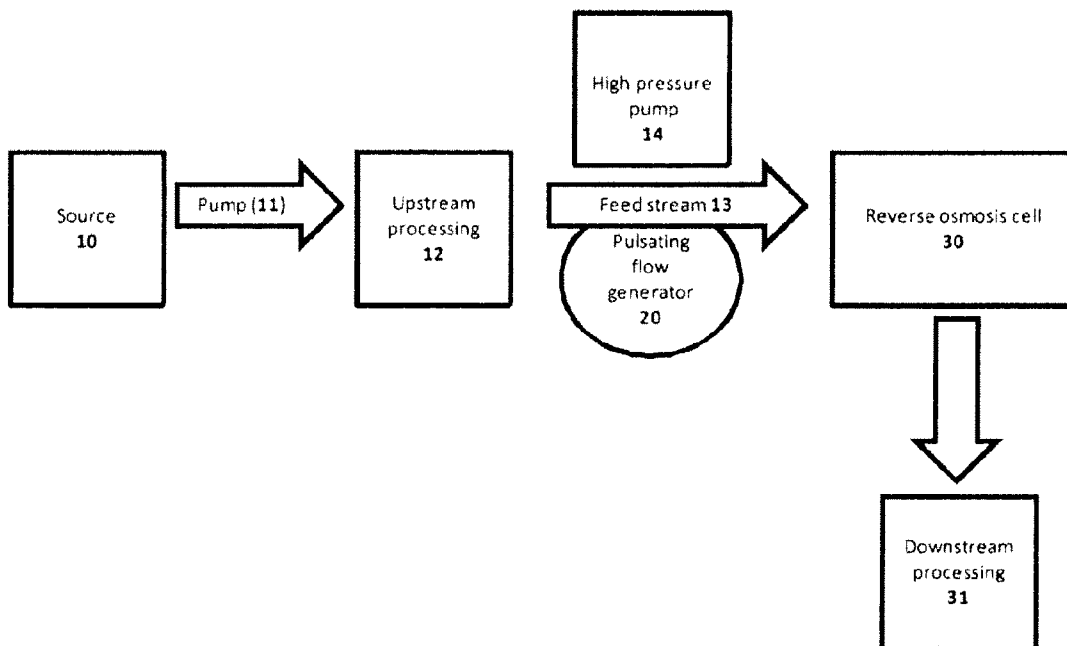 High pressure
pump
14
Source
10
Pump (11)
Upstream
processing
12
Feed stream 13
Pulsating
flow
generator
20
Reverse osmosis cell
30
Downstream
processing
31